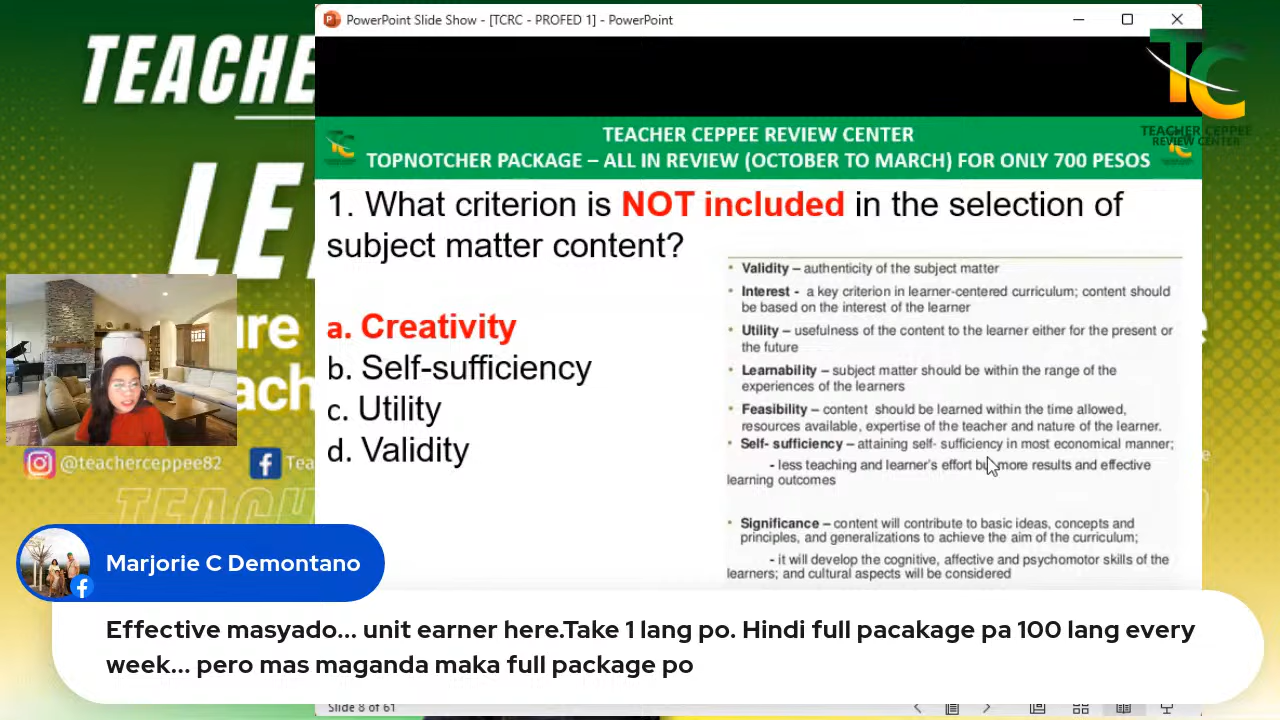 PowerPoint Slide Show - [TCRC - PROFED 1] - PowerPoint
TEACHE
LE
ure
ach
@teacherceppee82
Tea
TC
TEACHER CEPPEE
REVIEW CENTER
TEACHER CEPPEE REVIEW CENTER
TOPNOTCHER PACKAGE – ALL IN REVIEW (OCTOBER TO MARCH) FOR ONLY 700 PESOS
1. What criterion is NOT included in the selection of
subject matter content?
a. Creativity
b. Self-sufficiency
c. Utility
d. Validity
• Validity – authenticity of the subject matter
• Interest - a key criterion in learner-centered curriculum; content should
be based on the interest of the learner
• Utility – usefulness of the content to the learner either for the present or
the future
• Learnability – subject matter should be within the range of the
experiences of the learners
• Feasibility – content should be learned within the time allowed,
resources available, expertise of the teacher and nature of the learner.
• Self- sufficiency – attaining self- sufficiency in most economical manner;
- less teaching and learner's effort but more results and effective
learning outcomes
• Significance – content will contribute to basic ideas, concepts and
principles, and generalizations to achieve the aim of the curriculum;
- it will develop the cognitive, affective and psychomotor skills of the
learners; and cultural aspects will be considered
Marjorie C Demontano
Effective masyado... unit earner here.Take 1 lang po. Hindi full pacakage pa 100 lang every
week... pero mas maganda maka full package po
Slide 8 of 61